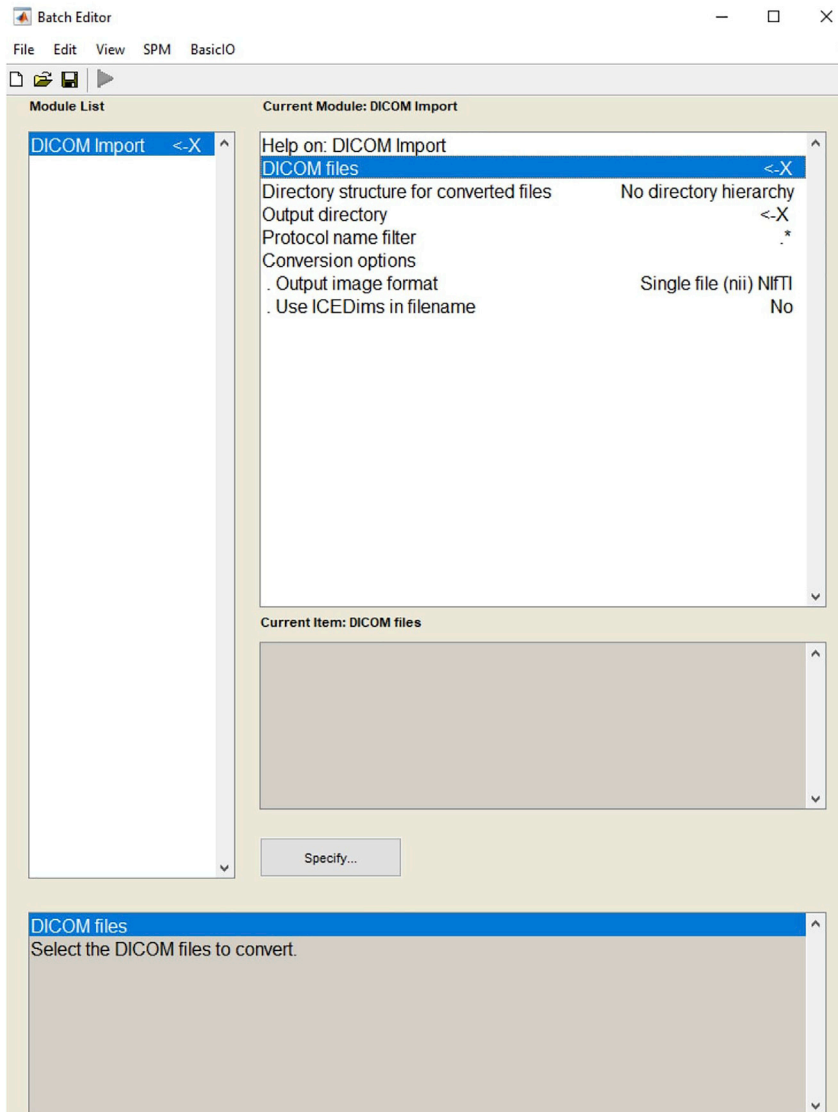 Batch Editor
File Edit View SPM BasicIO
Module List
Current Module: DICOM Import
DICOM Import <-X
Help on: DICOM Import
DICOM files <-X
Directory structure for converted files No directory hierarchy
Output directory <-X
Protocol name filter .*
Conversion options
. Output image format Single file (nii) NIfTI
. Use ICEDims in filename No
Current Item: DICOM files
Specify...
DICOM files
Select the DICOM files to convert.